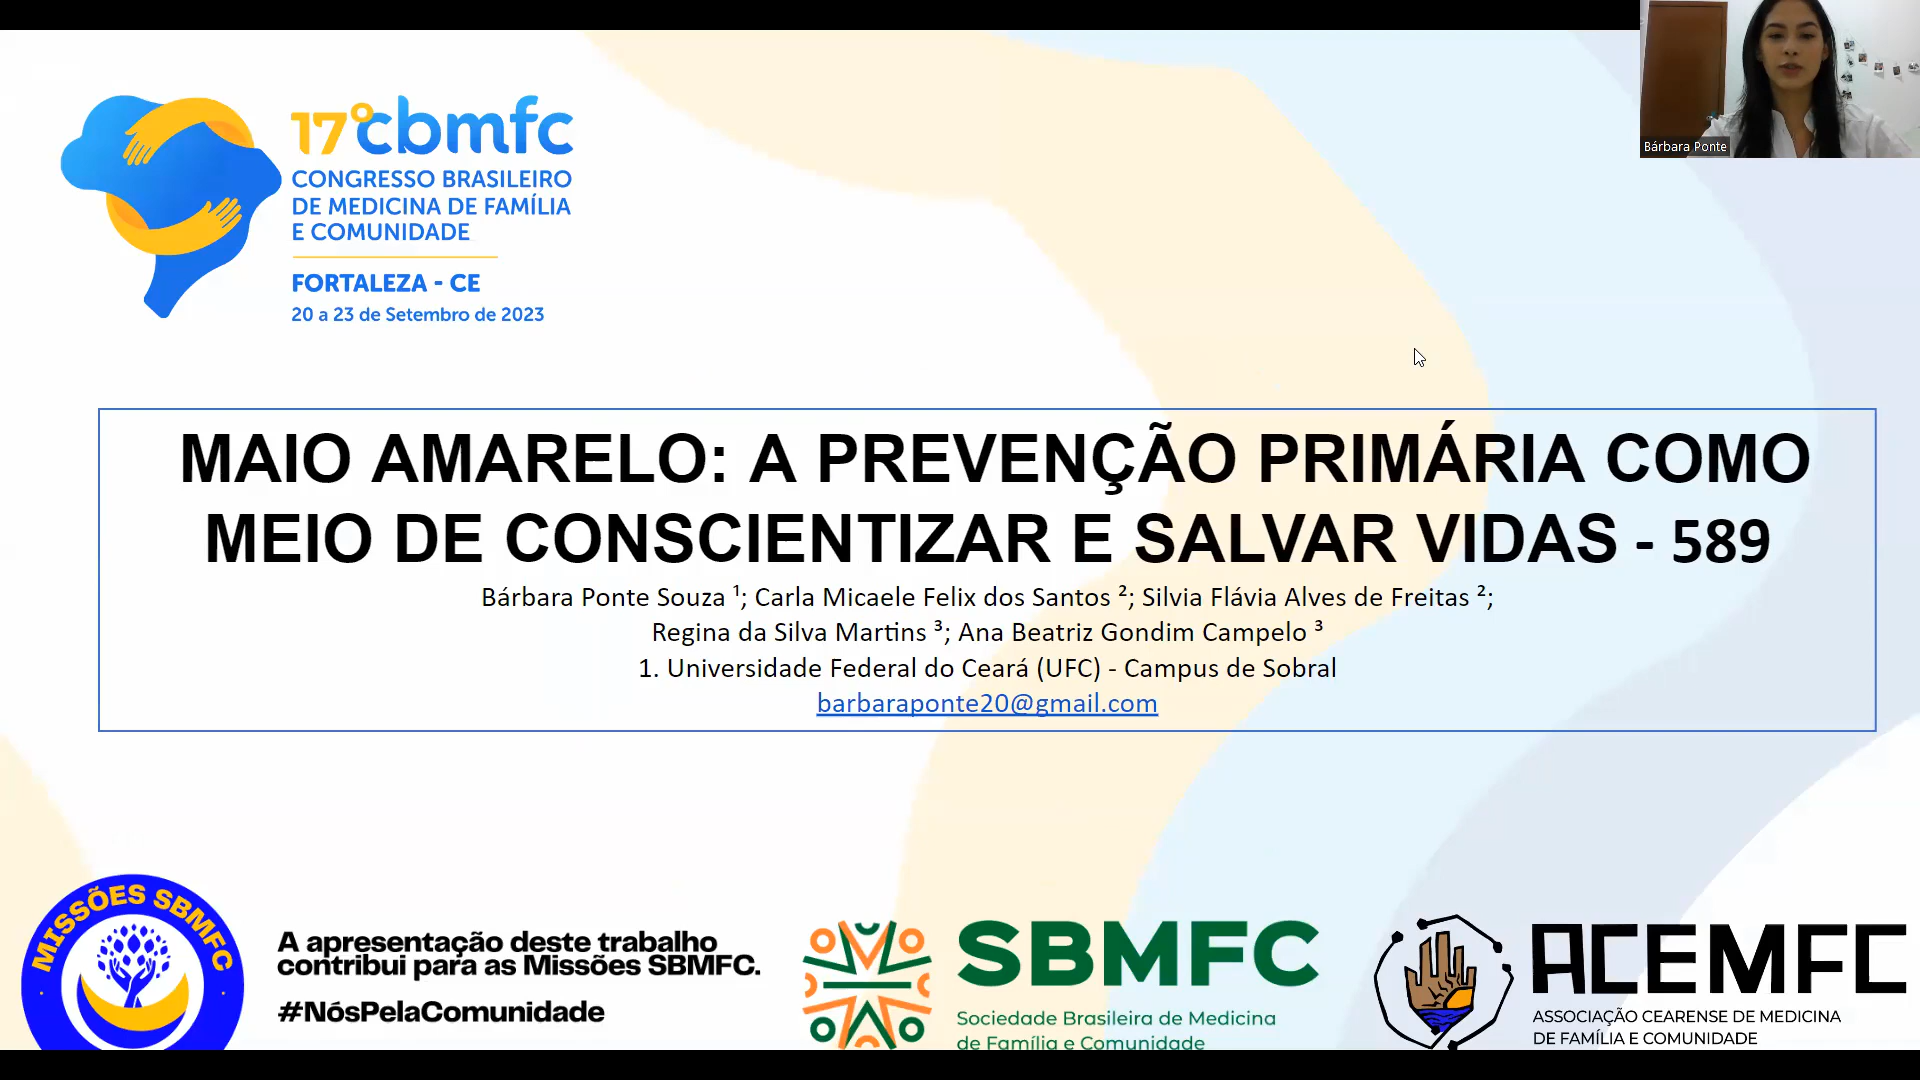 Bárbara Ponte
17º cbmfc
CONGRESSO BRASILEIRO
DE MEDICINA DE FAMÍLIA
E COMUNIDADE
FORTALEZA - CE
20 a 23 de Setembro de 2023
MAIO AMARELO: A PREVENÇÃO PRIMÁRIA COMO
MEIO DE CONSCIENTIZAR E SALVAR VIDAS - 589
Bárbara Ponte Souza ¹; Carla Micaele Felix dos Santos ²; Silvia Flávia Alves de Freitas ²;
Regina da Silva Martins ³; Ana Beatriz Gondim Campelo ³
1. Universidade Federal do Ceará (UFC) - Campus de Sobral
barbaraponte20@gmail.com
MISSÕES SBMFC
A apresentação deste trabalho
contribui para as Missões SBMFC.
#NósPelaComunidade
SBMFC
Sociedade Brasileira de Medicina
de Família e Comunidade
ACEMFC
ASSOCIAÇÃO CEARENSE DE MEDICINA
DE FAMÍLIA E COMUNIDADE